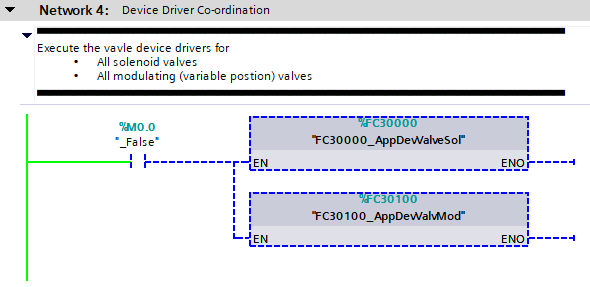 Network 4: Device Driver Co-ordination
Execute the vavle device drivers for
• All solenoid valves
• All modulating (variable postion) valves
%M0.0
"_False"
%FC30000
"FC30000_AppDevValveSol"
EN ENO
%FC30100
"FC30100_AppDevValvMod"
EN ENO